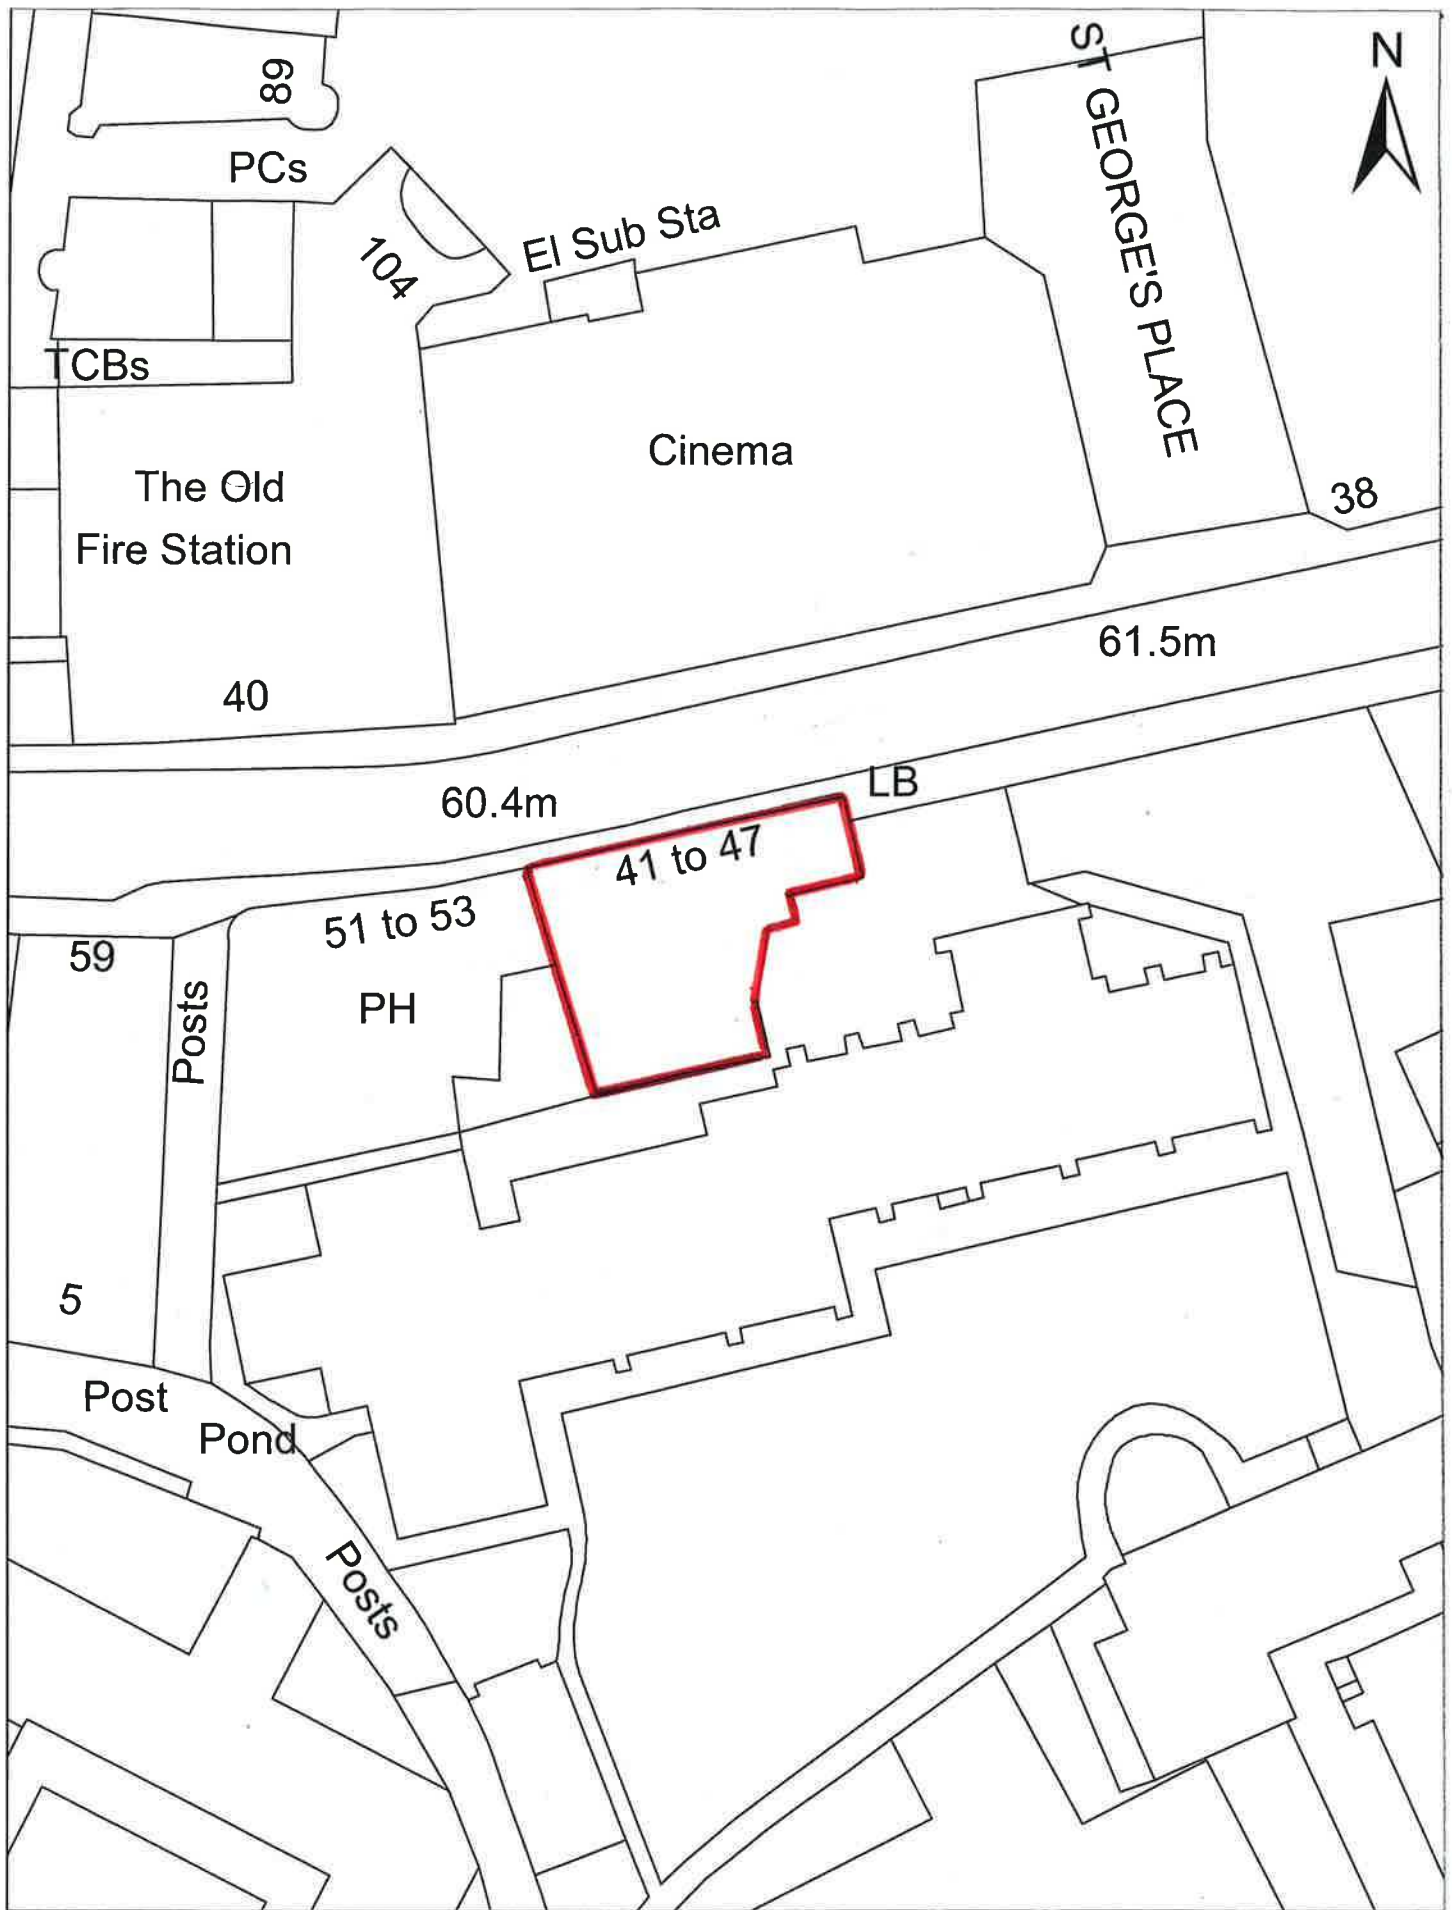 ST GEORGE'S PLACE
N
89
PCs
104
El Sub Sta
TCBs
Cinema
The Old
Fire Station
38
40
61.5m
60.4m
LB
41 to 47
51 to 53
59
PH
Posts
5
Post
Pond
Posts